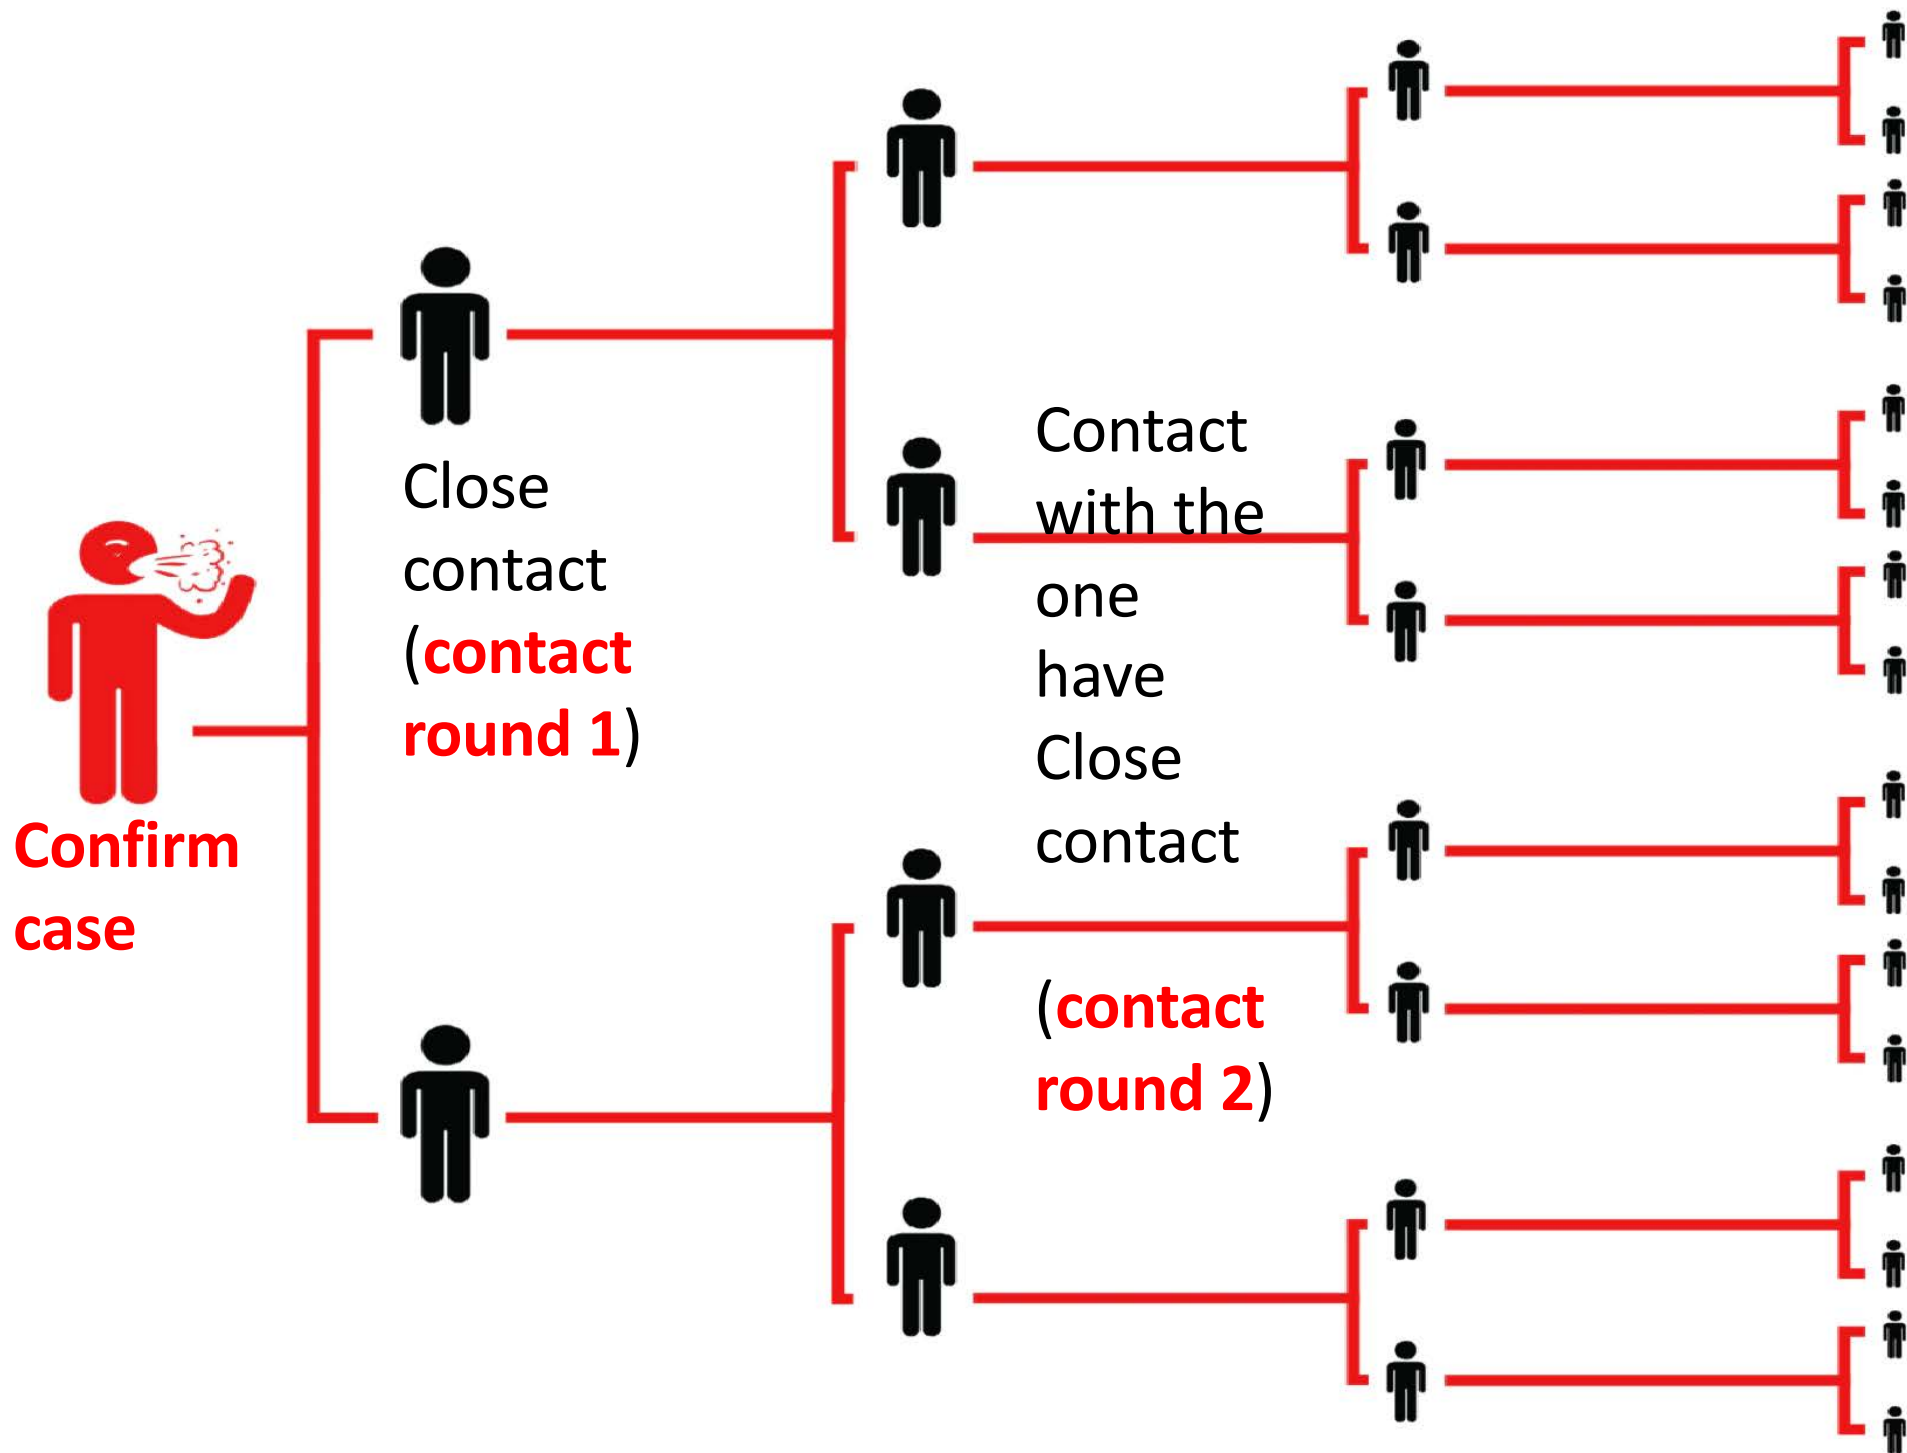 Confirm
case
Close
contact
(contact
round 1)
Contact
with the
one
have
Close
contact
(contact
round 2)